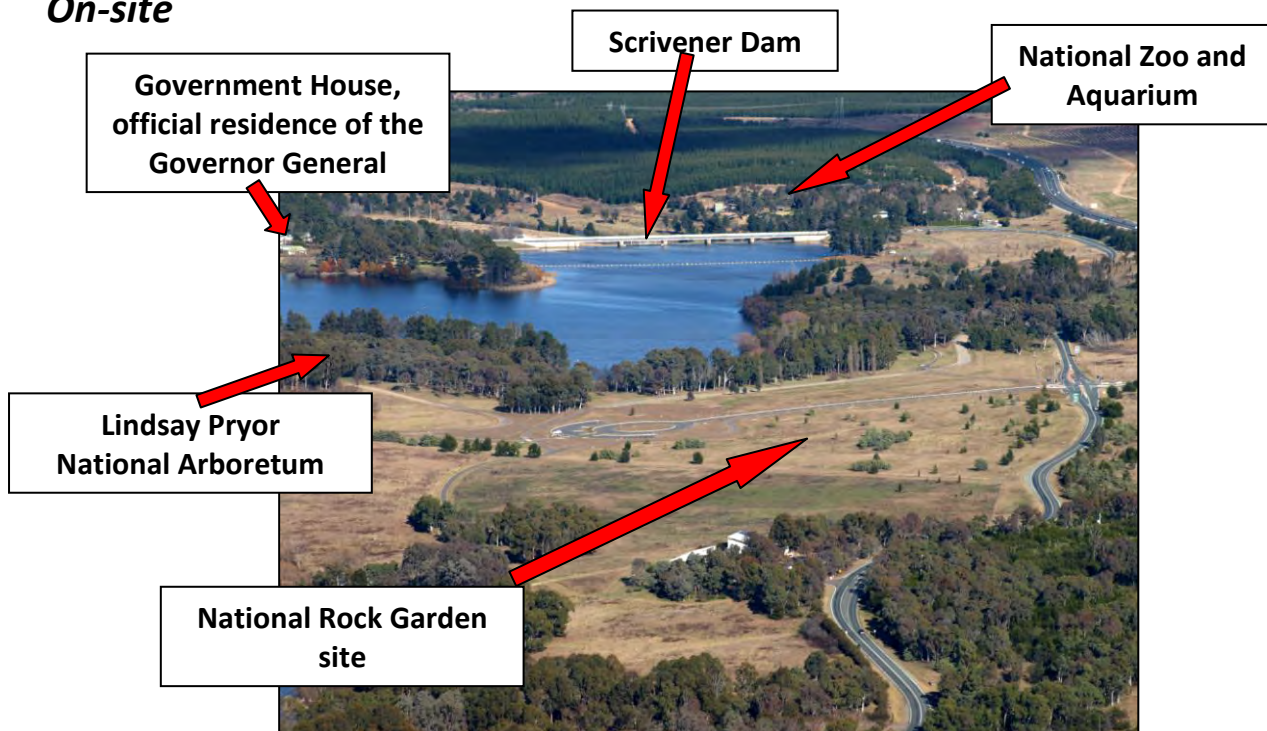 On-site
Scrivener Dam
Government House,
official residence of the
Governor General
National Zoo and
Aquarium
Lindsay Pryor
National Arboretum
National Rock Garden
site